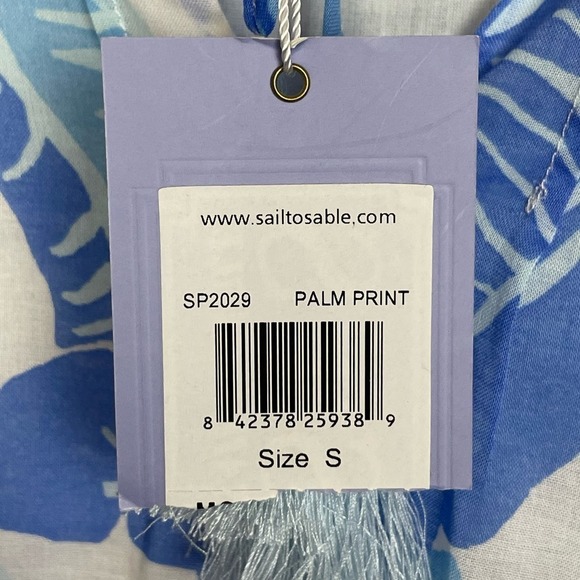 www.sailtosable.com
SP2029 PALM PRINT
8 42378 25938 9
Size S